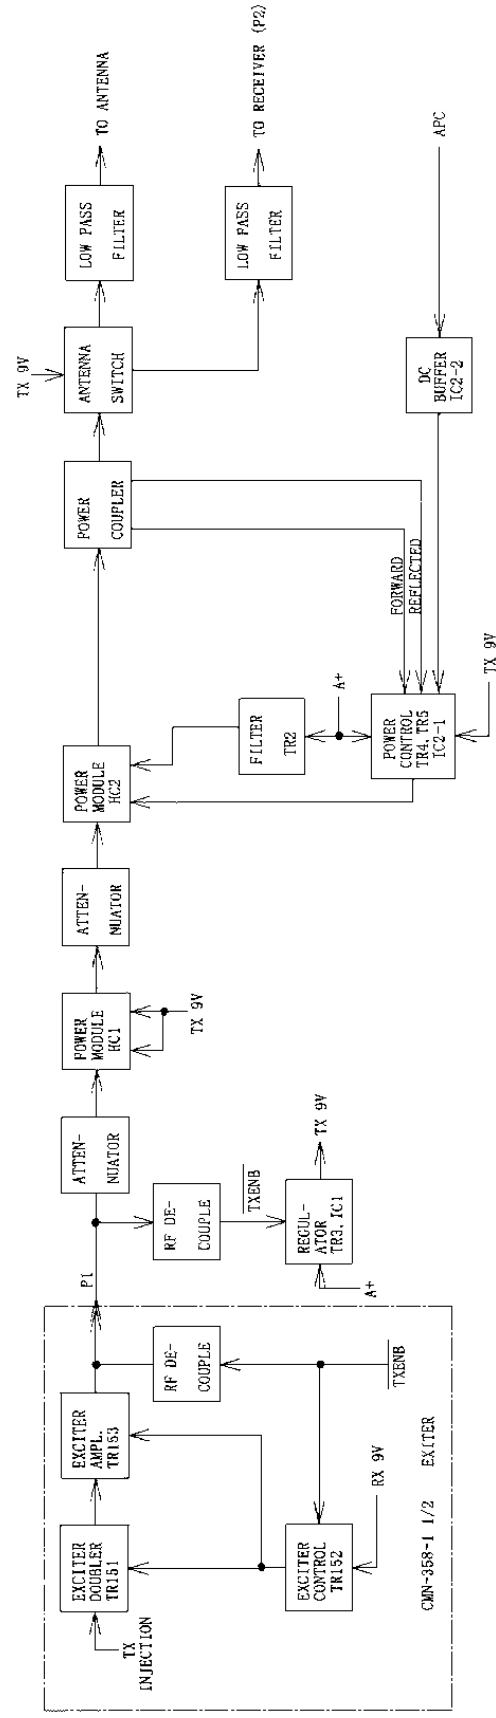 TX
INJECTION
EXCITER
DOUBLER
TR151
EXCITER
AMPL.
TR153
EXCITER
CONTROL
TR152
RX 9V
RF DE-
COUPLE
TXENB
CMN-358-1 1/2 EXITER
P1
RF DE-
COUPLE
TXENB
REGUL-
ATOR
TR3, IC1
A+
TX 9V
ATTEN-
NUATOR
POWER
MODULE
HC1
TX 9V
ATTEN-
NUATOR
POWER
MODULE
HC2
FILTER
TR2
A+
POWER
CONTROL
TR4, TR5
IC2-1
TX 9V
FORWARD
REFLECTED
POWER
COUPLER
TX 9V
ANTENNA
SWITCH
DC
BUFFER
IC2-2
APC
LOW PASS
FILTER
TO ANTENNA
LOW PASS
FILTER
TO RECEIVER (P2)